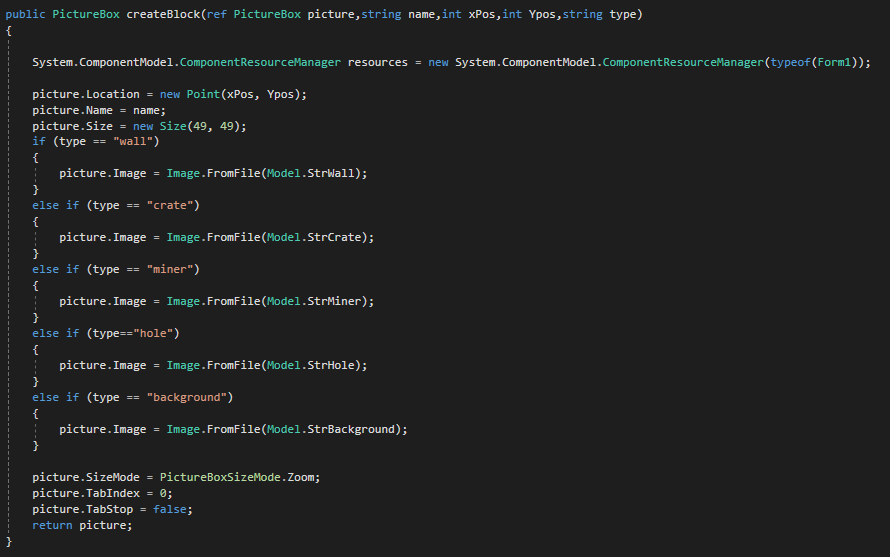 public PictureBox createBlock(ref PictureBox picture,string name,int xPos,int Ypos,string type)
{
System.ComponentModel.ComponentResourceManager resources = new System.ComponentModel.ComponentResourceManager(typeof(Form1));
picture.Location = new Point(xPos, Ypos);
picture.Name = name;
picture.Size = new Size(49, 49);
if (type == "wall")
{
picture.Image = Image.FromFile(Model.StrWall);
}
else if (type == "crate")
{
picture.Image = Image.FromFile(Model.StrCrate);
}
else if (type == "miner")
{
picture.Image = Image.FromFile(Model.StrMiner);
}
else if (type=="hole")
{
picture.Image = Image.FromFile(Model.StrHole);
}
else if (type == "background")
{
picture.Image = Image.FromFile(Model.StrBackground);
}
picture.SizeMode = PictureBoxSizeMode.Zoom;
picture.TabIndex = 0;
picture.TabStop = false;
return picture;
}